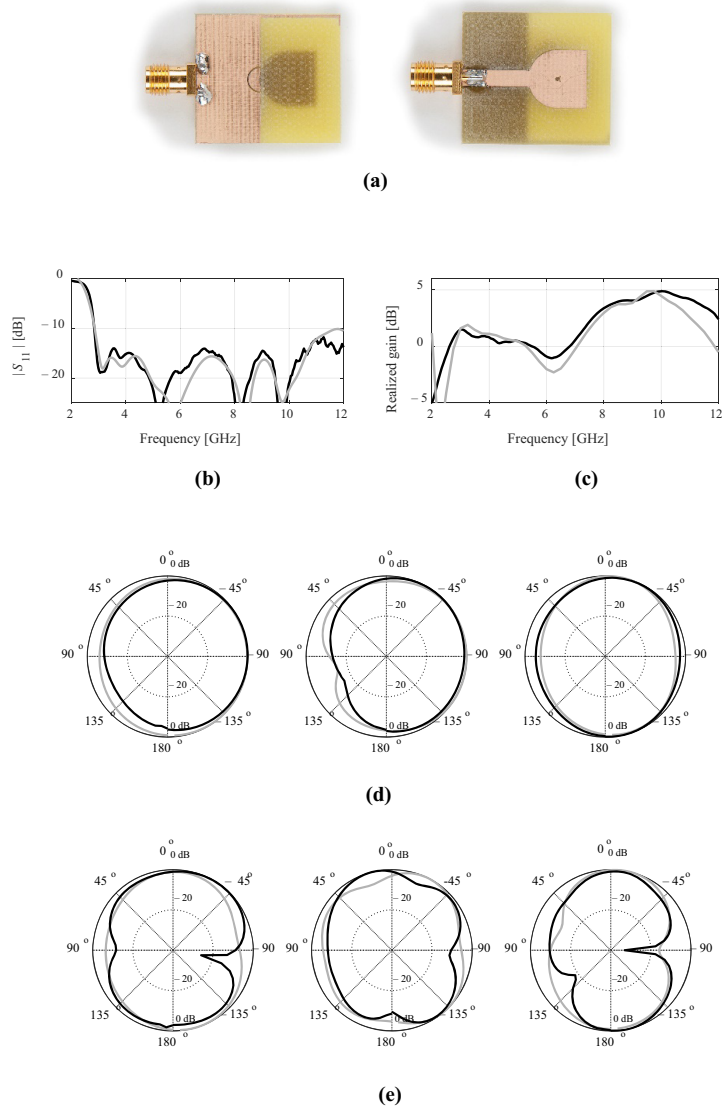 (a)
0
− 10
− 20
|S₁₁| [dB]
2 4 6 8 10 12
Frequency [GHz]
(b)
5
0
− 5
Realized gain [dB]
2 4 6 8 10 12
Frequency [GHz]
(c)
0 ° 0 dB
45 ° − 45 °
− 20
90 ° − 90 °
− 20
135 ° 0 dB − 135 °
180 °
0 ° 0 dB
45 ° − 45 °
− 20
90 ° − 90 °
− 20
135 ° 0 dB − 135 °
180 °
0 ° 0 dB
45 ° − 45 °
− 20
90 ° − 90 °
− 20
135 ° 0 dB − 135 °
180 °
(d)
0 ° 0 dB
45 ° − 45 °
− 20
90 ° 90 °
− 20
135 ° 0 dB 135 °
180 °
0 ° 0 dB
45 ° 45 °
− 20
90 ° 90 °
− 20
135 ° 0 dB 135 °
180 °
0 ° 0 dB
45 ° 45 °
− 20
90 ° 90 °
− 20
135 ° 0 dB 135 °
180 °
(e)